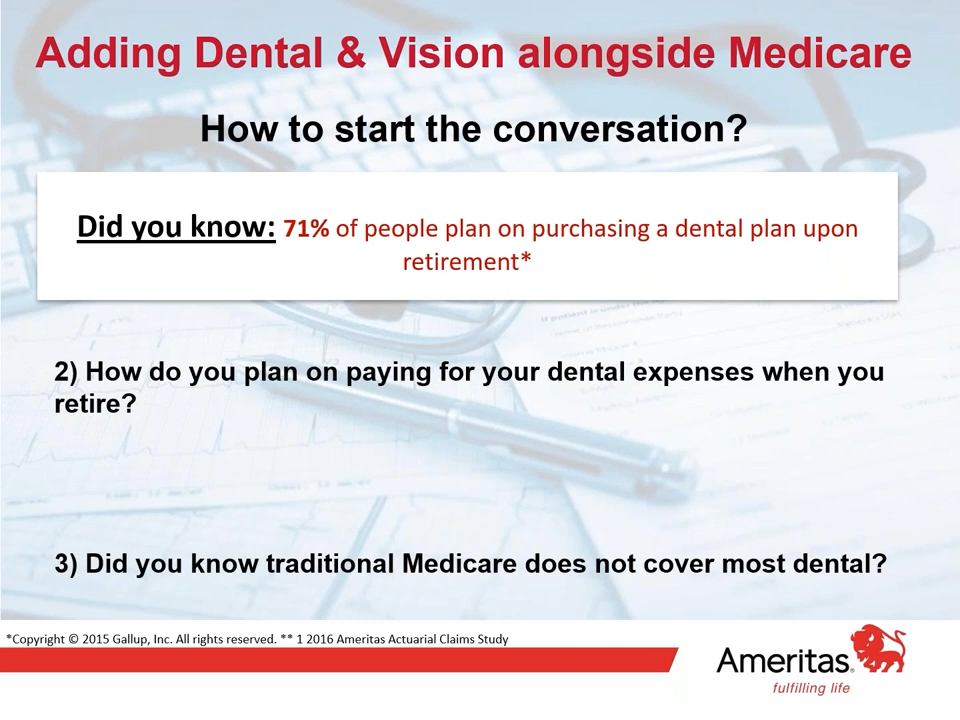 Adding Dental & Vision alongside Medicare
How to start the conversation?
Did you know: 71% of people plan on purchasing a dental plan upon
retirement*
2) How do you plan on paying for your dental expenses when you
retire?
3) Did you know traditional Medicare does not cover most dental?
*Copyright © 2015 Gallup, Inc. All rights reserved. ** 1 2016 Ameritas Actuarial Claims Study
Ameritas®
fulfilling life